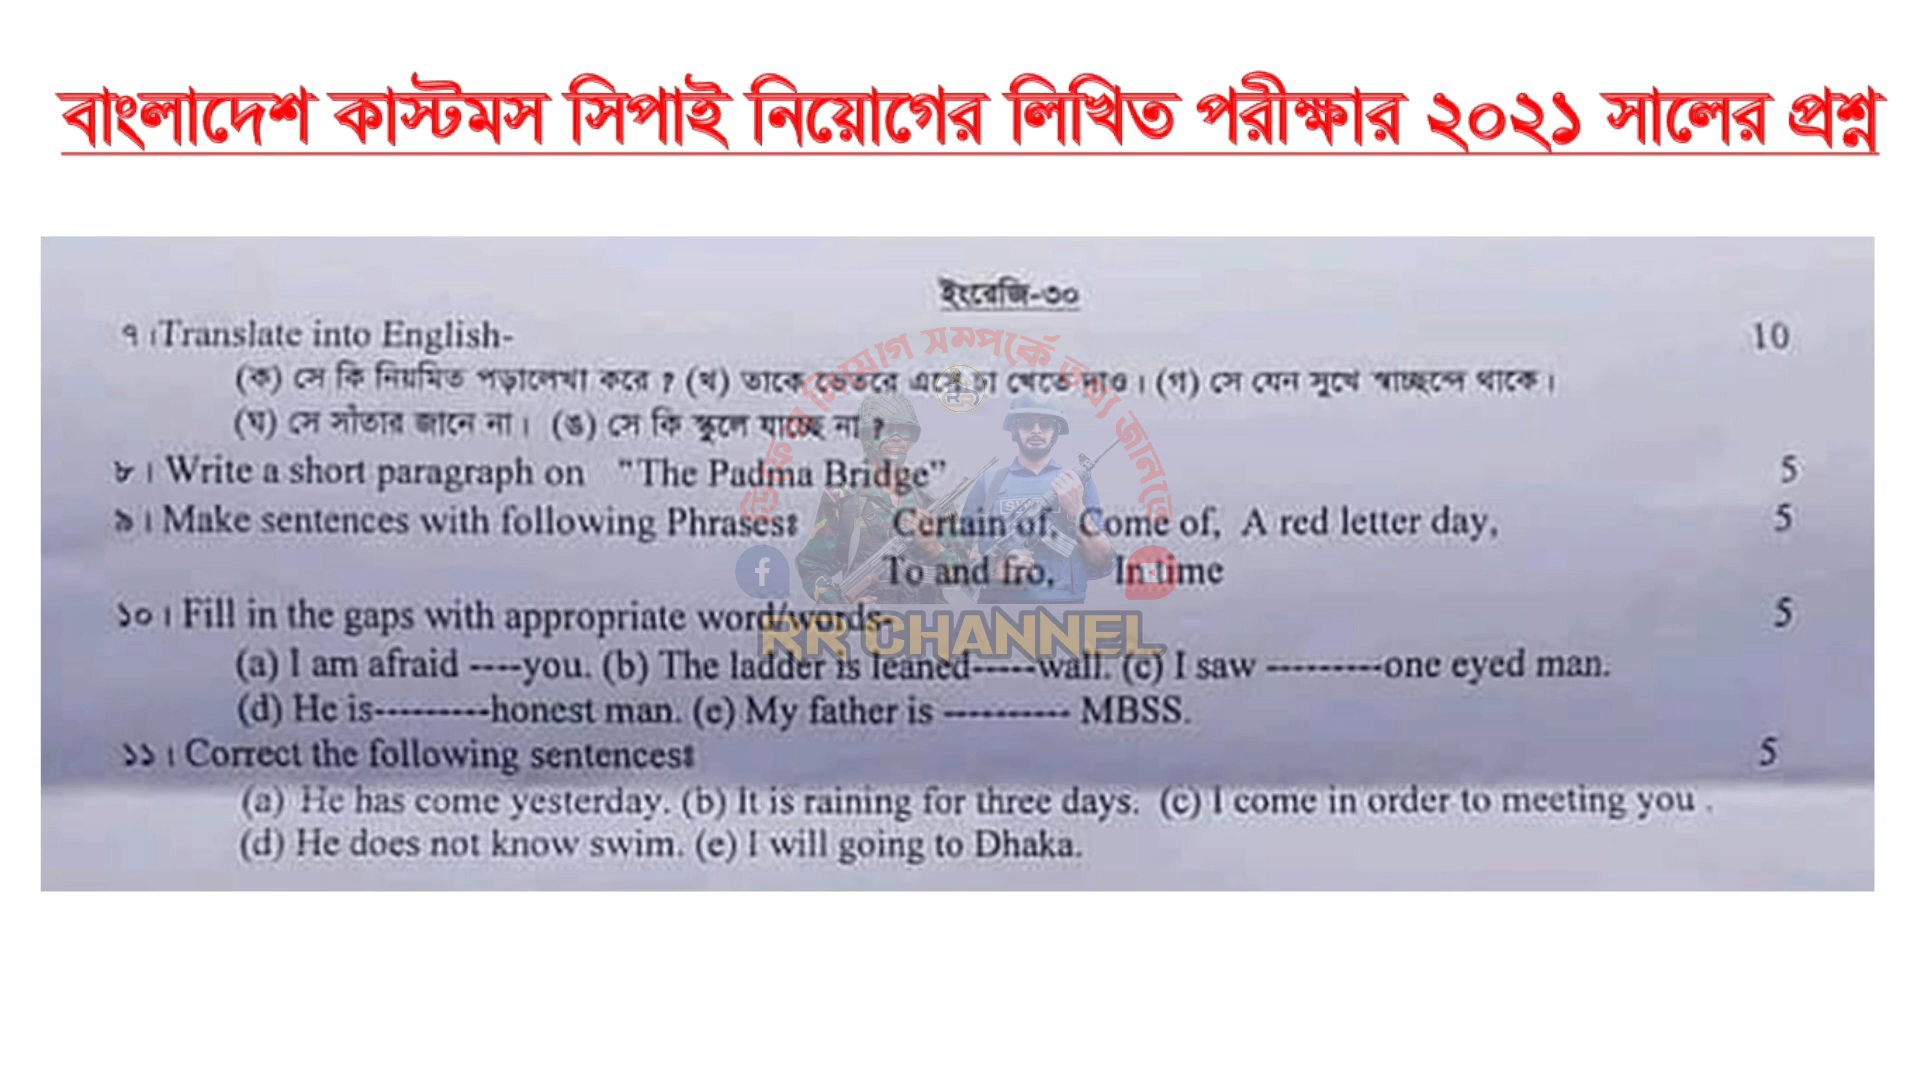 বাংলাদেশ কাস্টমস সিপাই নিয়োগের লিখিত পরীক্ষার ২০২১ সালের প্রশ্ন
ইংরেজি-৩০
৭।Translate into English- 10
(ক) সে কি নিয়মিত পড়ালেখা করে ? (খ) তাকে ভেতরে এসে চা খেতে দাও। (গ) সে যেন সুখে স্বাচ্ছন্দে থাকে।
(ঘ) সে সাঁতার জানে না। (ঙ) সে কি স্কুলে যাচ্ছে না ?
৮। Write a short paragraph on "The Padma Bridge" 5
৯। Make sentences with following Phrasesঃ Certain of, Come of, A red letter day, 5
To and fro, In time
১০। Fill in the gaps with appropriate word/words- 5
(a) I am afraid ----you. (b) The ladder is leaned-----wall. (c) I saw ---------one eyed man.
(d) He is---------honest man. (e) My father is ---------- MBSS.
১১। Correct the following sentencesঃ 5
(a) He has come yesterday. (b) It is raining for three days. (c) I come in order to meeting you .
(d) He does not know swim. (e) I will going to Dhaka.
ডিফেন্স নিয়োগ সম্পর্কে তথ্য জানতে
RR CHANNEL